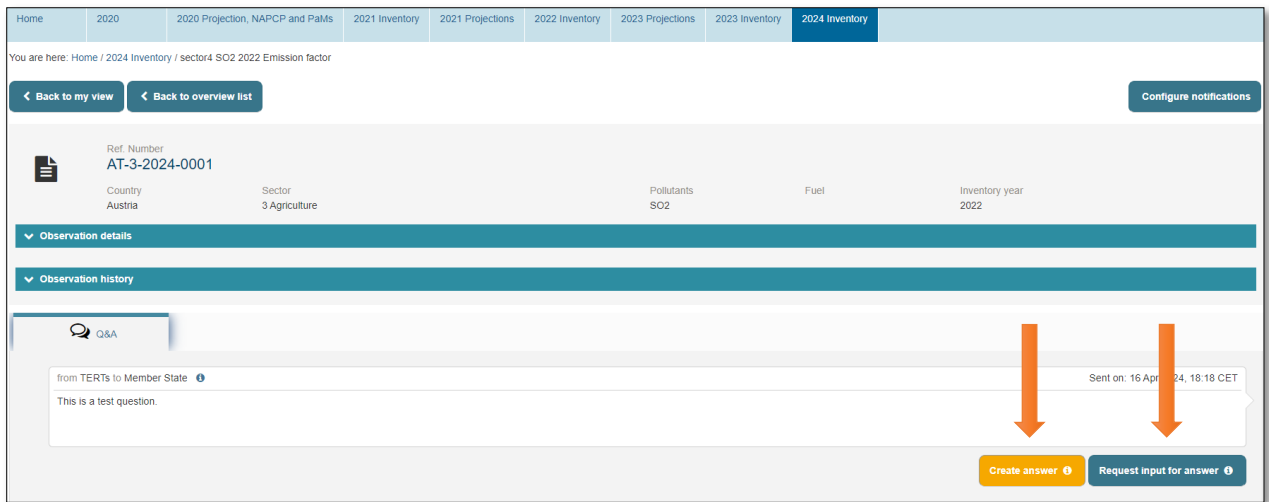 Home 2020 2020 Projection, NAPCP and PaMs 2021 Inventory 2021 Projections 2022 Inventory 2023 Projections 2023 Inventory 2024 Inventory
You are here: Home / 2024 Inventory / sector4 SO2 2022 Emission factor
Back to my view Back to overview list Configure notifications
Ref. Number
AT-3-2024-0001
Country Sector Pollutants Fuel Inventory year
Austria 3 Agriculture SO2 2022
Observation details
Observation history
Q&A
from TERTs to Member State Sent on: 16 Apr 24, 18:18 CET
This is a test question.
Create answer Request input for answer